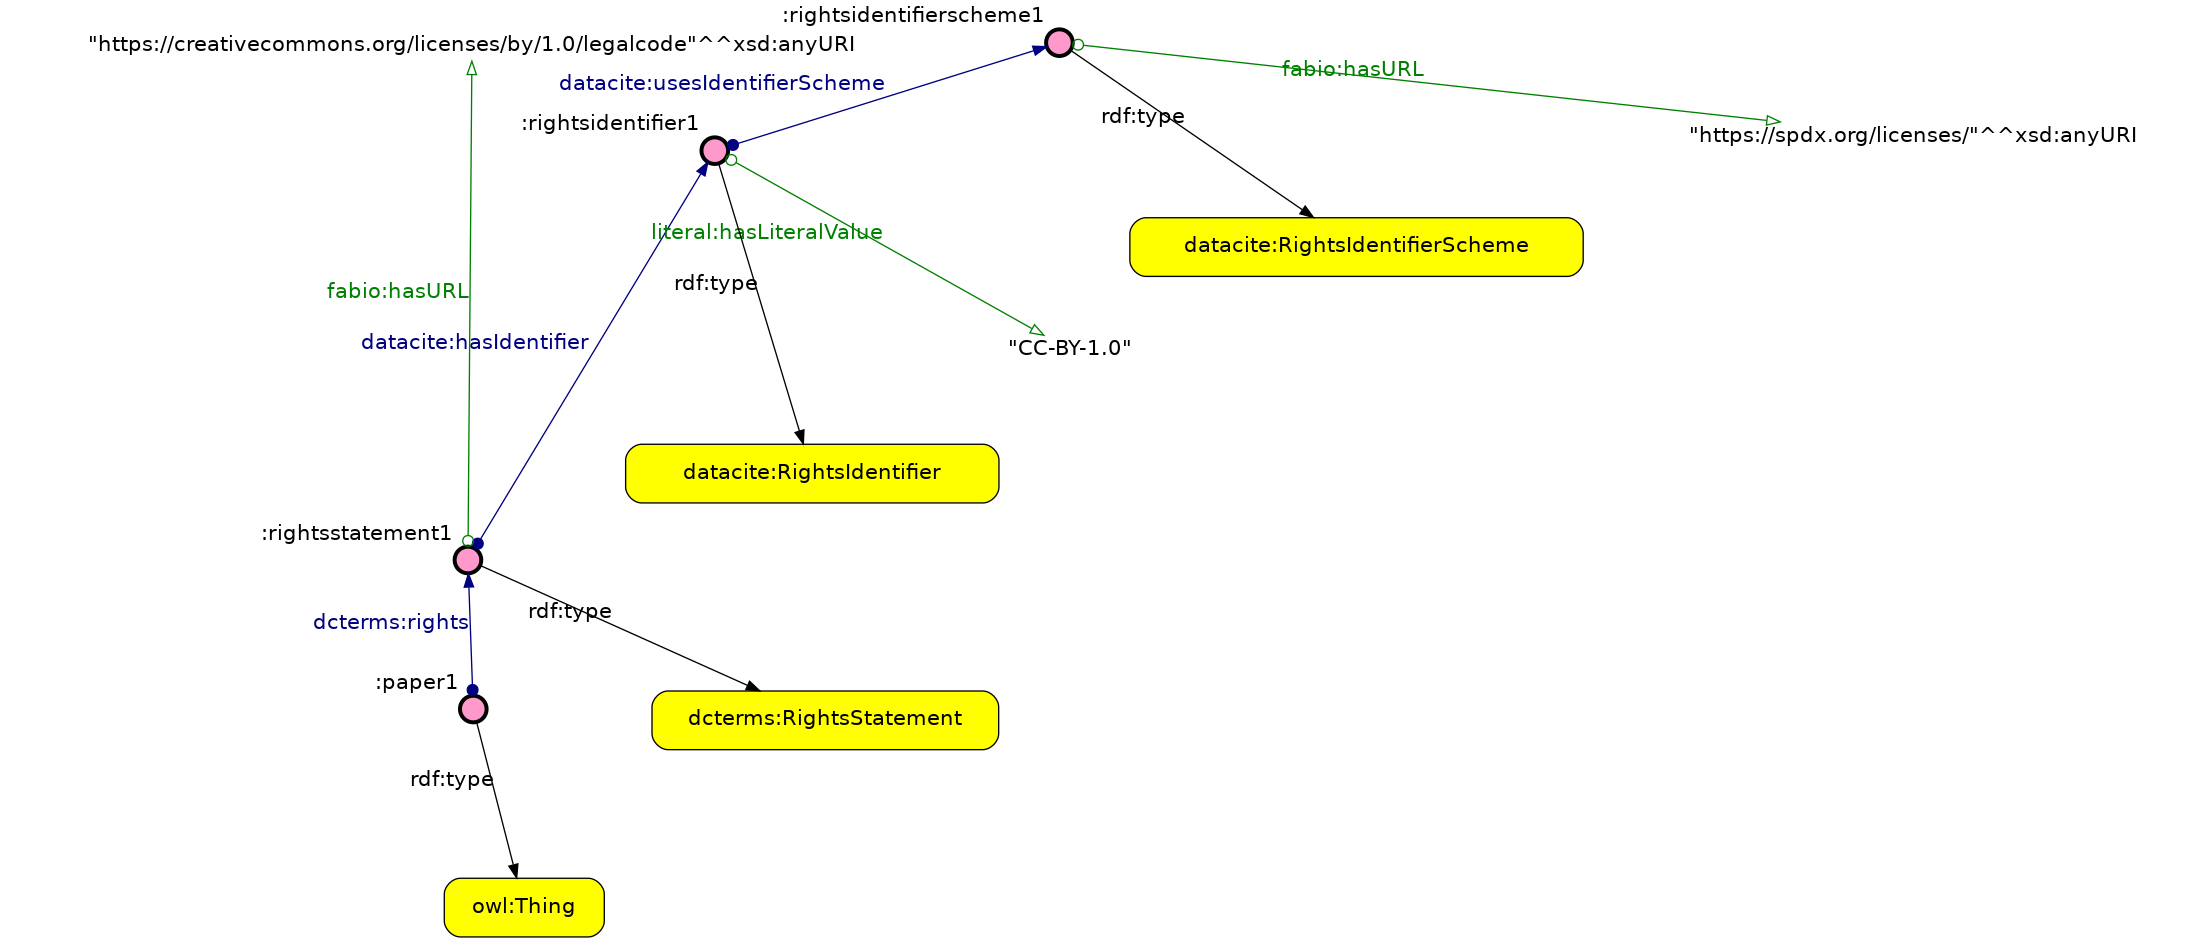 :rightsidentifierscheme1
"https://creativecommons.org/licenses/by/1.0/legalcode"^^xsd:anyURI
fabio:hasURL
datacite:usesIdentifierScheme
rdf:type
:rightsidentifier1
"https://spdx.org/licenses/"^^xsd:anyURI
literal:hasLiteralValue
datacite:RightsIdentifierScheme
rdf:type
fabio:hasURL
datacite:hasIdentifier
"CC-BY-1.0"
datacite:RightsIdentifier
:rightsstatement1
rdf:type
dcterms:rights
:paper1
dcterms:RightsStatement
rdf:type
owl:Thing